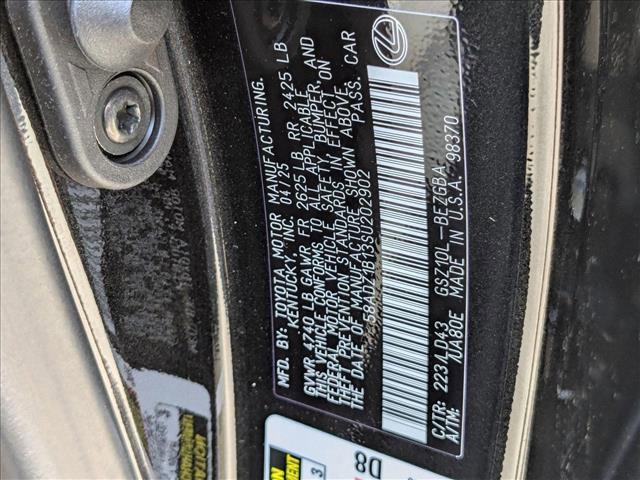 MFD BY: TOYOTA MOTOR MANUFACTURING,
KENTUCKY, INC. 04/25
GVWR 4740 LB GAWR FR 2625 LB RR 2425 LB
THIS VEHICLE CONFORMS TO ALL APPLICABLE
FEDERAL MOTOR VEHICLE SAFETY, BUMPER, AND
THEFT PREVENTION STANDARDS IN EFFECT ON
THE DATE OF MANUFACTURE SHOWN ABOVE.
PASS. CAR
C/TR: 2234,D43 GSZ10L-BEZGBA
A/TM: /UA80E MADE IN U.S.A. 98370
3
D8